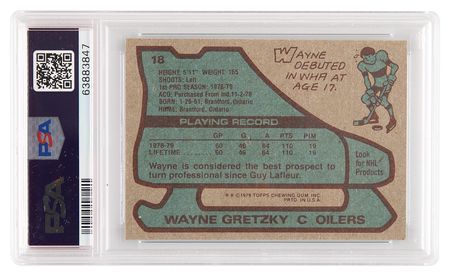 18
HEIGHT: 5'11" WEIGHT: 165
SHOOTS: Left
1st PRO SEASON: 1978-79
ACQ: Purchased From Ind. 11-2-78
BORN: 1-26-61, Brantford, Ontario
HOME: Brantford, Ontario
WAYNE
DEBUTED
IN WHA AT
AGE 17.
PLAYING RECORD
GP G A PTS PIM
1978-79 60 46 64 110 19
LIFETIME 60 46 64 110 19
Wayne is considered the best prospect to
turn professional since Guy Lafleur.
Look
for NHL
Products
© 1979 TOPPS CHEWING GUM, INC.
PRTD. IN U.S.A.
WAYNE GRETZKY C OILERS
63883847
PSA
PSA